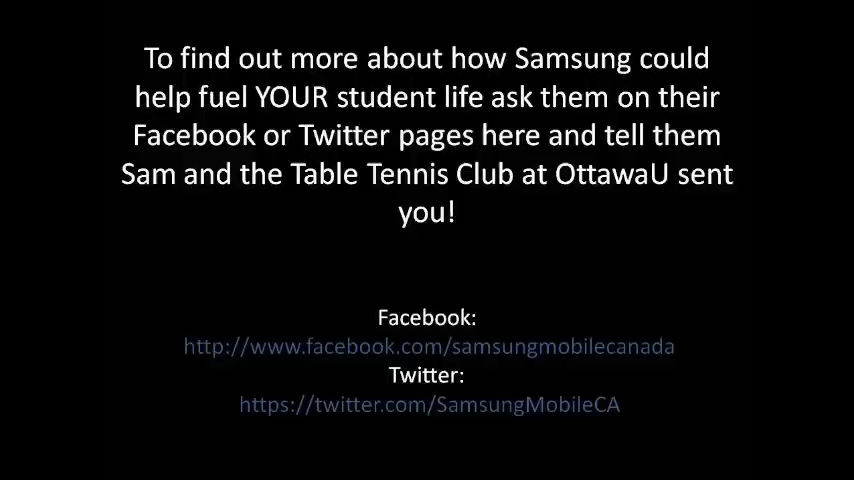 To find out more about how Samsung could
help fuel YOUR student life ask them on their
Facebook or Twitter pages here and tell them
Sam and the Table Tennis Club at OttawaU sent
you!
Facebook:
http://www.facebook.com/samsungmobilecanada
Twitter:
https://twitter.com/SamsungMobileCA